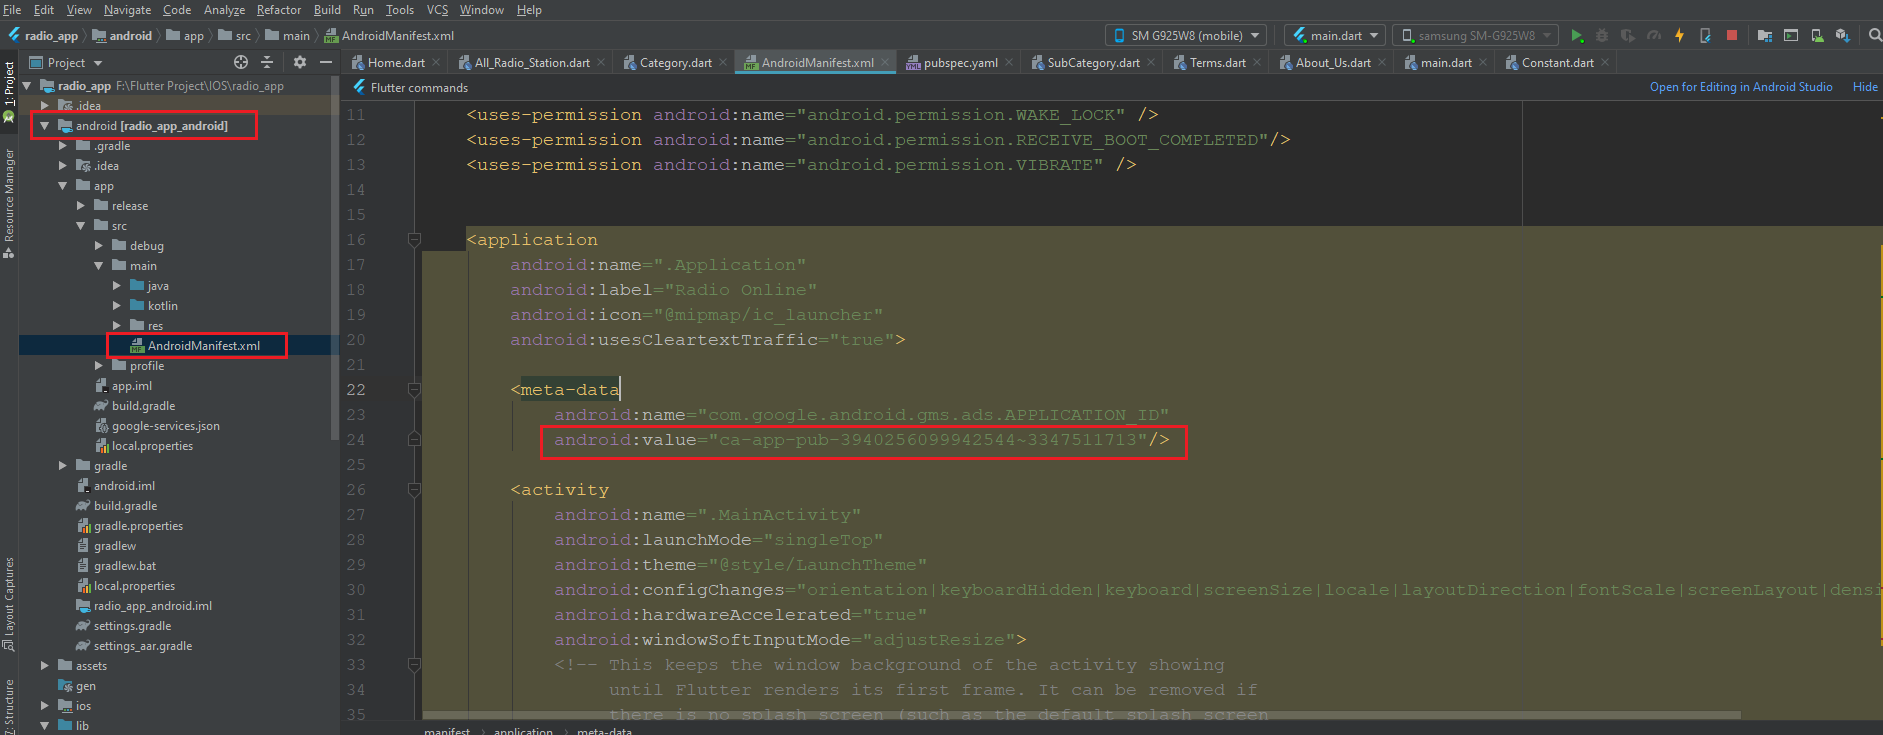 File Edit View Navigate Code Analyze Refactor Build Run Tools VCS Window Help
radio_app android app src main AndroidManifest.xml SM G925W8 (mobile) main.dart samsung SM-G925W8
Project Home.dart All_Radio_Station.dart Category.dart AndroidManifest.xml pubspec.yaml SubCategory.dart Terms.dart About_Us.dart main.dart Constant.dart
1: Project
Resource Manager
Layout Captures
7: Structure
radio_app F:\Flutter Project\IOS\radio_app
.idea
android [radio_app_android]
.gradle
.idea
app
release
src
debug
main
java
kotlin
res
AndroidManifest.xml
profile
app.iml
build.gradle
google-services.json
local.properties
gradle
android.iml
build.gradle
gradle.properties
gradlew
gradlew.bat
local.properties
radio_app_android.iml
settings.gradle
settings_aar.gradle
assets
gen
ios
lib
Flutter commands Open for Editing in Android Studio Hide
11 <uses-permission android:name="android.permission.WAKE_LOCK" />
12 <uses-permission android:name="android.permission.RECEIVE_BOOT_COMPLETED"/>
13 <uses-permission android:name="android.permission.VIBRATE" />
14
15
16 <application
17 android:name=".Application"
18 android:label="Radio Online"
19 android:icon="@mipmap/ic_launcher"
20 android:usesCleartextTraffic="true">
21
22 <meta-data
23 android:name="com.google.android.gms.ads.APPLICATION_ID"
24 android:value="ca-app-pub-3940256099942544~3347511713"/>
25
26 <activity
27 android:name=".MainActivity"
28 android:launchMode="singleTop"
29 android:theme="@style/LaunchTheme"
30 android:configChanges="orientation|keyboardHidden|keyboard|screenSize|locale|layoutDirection|fontScale|screenLayout|densi
31 android:hardwareAccelerated="true"
32 android:windowSoftInputMode="adjustResize">
33 <!-- This keeps the window background of the activity showing
34 until Flutter renders its first frame. It can be removed if
35 there is no splash screen (such as the default splash screen
manifest application meta-data